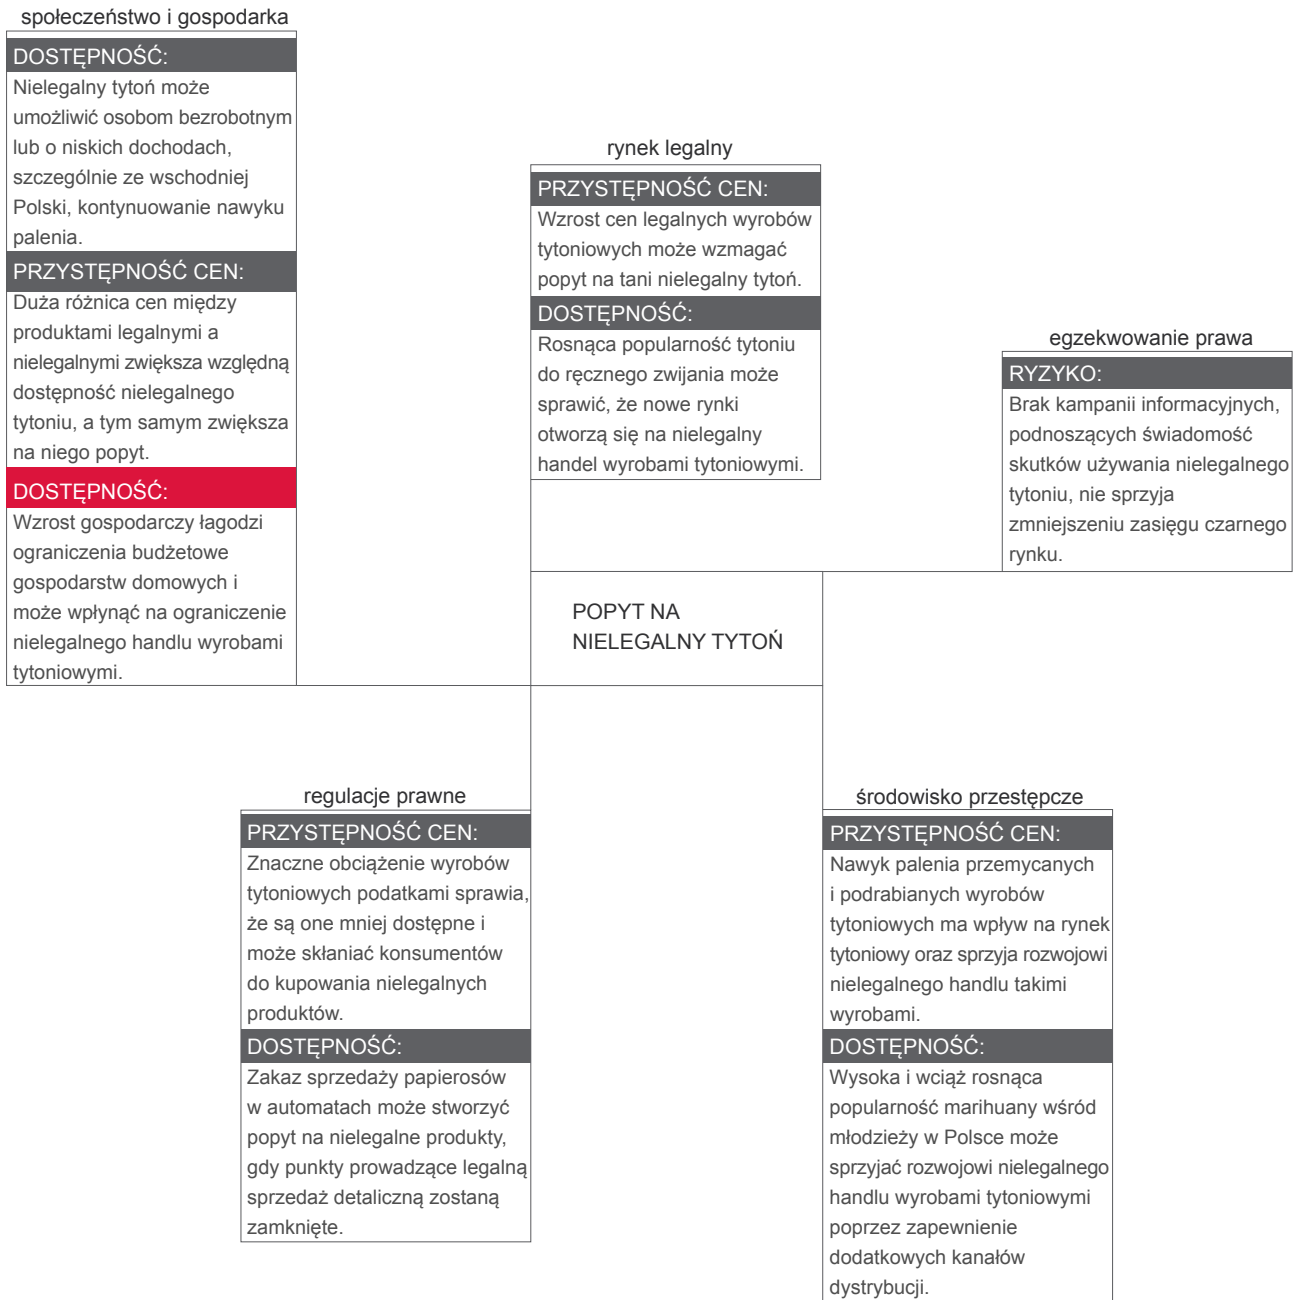 społeczeństwo i gospodarka
DOSTĘPNOŚĆ:
Nielegalny tytoń może
umożliwić osobom bezrobotnym
lub o niskich dochodach,
szczególnie ze wschodniej
Polski, kontynuowanie nawyku
palenia.
PRZYSTĘPNOŚĆ CEN:
Duża różnica cen między
produktami legalnymi a
nielegalnymi zwiększa względną
dostępność nielegalnego
tytoniu, a tym samym zwiększa
na niego popyt.
DOSTĘPNOŚĆ:
Wzrost gospodarczy łagodzi
ograniczenia budżetowe
gospodarstw domowych i
może wpłynąć na ograniczenie
nielegalnego handlu wyrobami
tytoniowymi.
rynek legalny
PRZYSTĘPNOŚĆ CEN:
Wzrost cen legalnych wyrobów
tytoniowych może wzmagać
popyt na tani nielegalny tytoń.
DOSTĘPNOŚĆ:
Rosnąca popularność tytoniu
do ręcznego zwijania może
sprawić, że nowe rynki
otworzą się na nielegalny
handel wyrobami tytoniowymi.
egzekwowanie prawa
RYZYKO:
Brak kampanii informacyjnych,
podnoszących świadomość
skutków używania nielegalnego
tytoniu, nie sprzyja
zmniejszeniu zasięgu czarnego
rynku.
POPYT NA
NIELEGALNY TYTOŃ
regulacje prawne
PRZYSTĘPNOŚĆ CEN:
Znaczne obciążenie wyrobów
tytoniowych podatkami sprawia,
że są one mniej dostępne i
może skłaniać konsumentów
do kupowania nielegalnych
produktów.
DOSTĘPNOŚĆ:
Zakaz sprzedaży papierosów
w automatach może stworzyć
popyt na nielegalne produkty,
gdy punkty prowadzące legalną
sprzedaż detaliczną zostaną
zamknięte.
środowisko przestępcze
PRZYSTĘPNOŚĆ CEN:
Nawyk palenia przemycanych
i podrabianych wyrobów
tytoniowych ma wpływ na rynek
tytoniowy oraz sprzyja rozwojowi
nielegalnego handlu takimi
wyrobami.
DOSTĘPNOŚĆ:
Wysoka i wciąż rosnąca
popularność marihuany wśród
młodzieży w Polsce może
sprzyjać rozwojowi nielegalnego
handlu wyrobami tytoniowymi
poprzez zapewnienie
dodatkowych kanałów
dystrybucji.